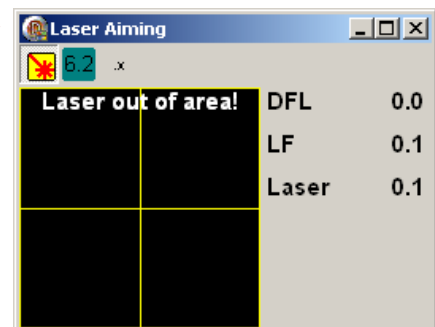 Laser Aiming
6.2 .x
Laser out of area!
DFL 0.0
LF 0.1
Laser 0.1